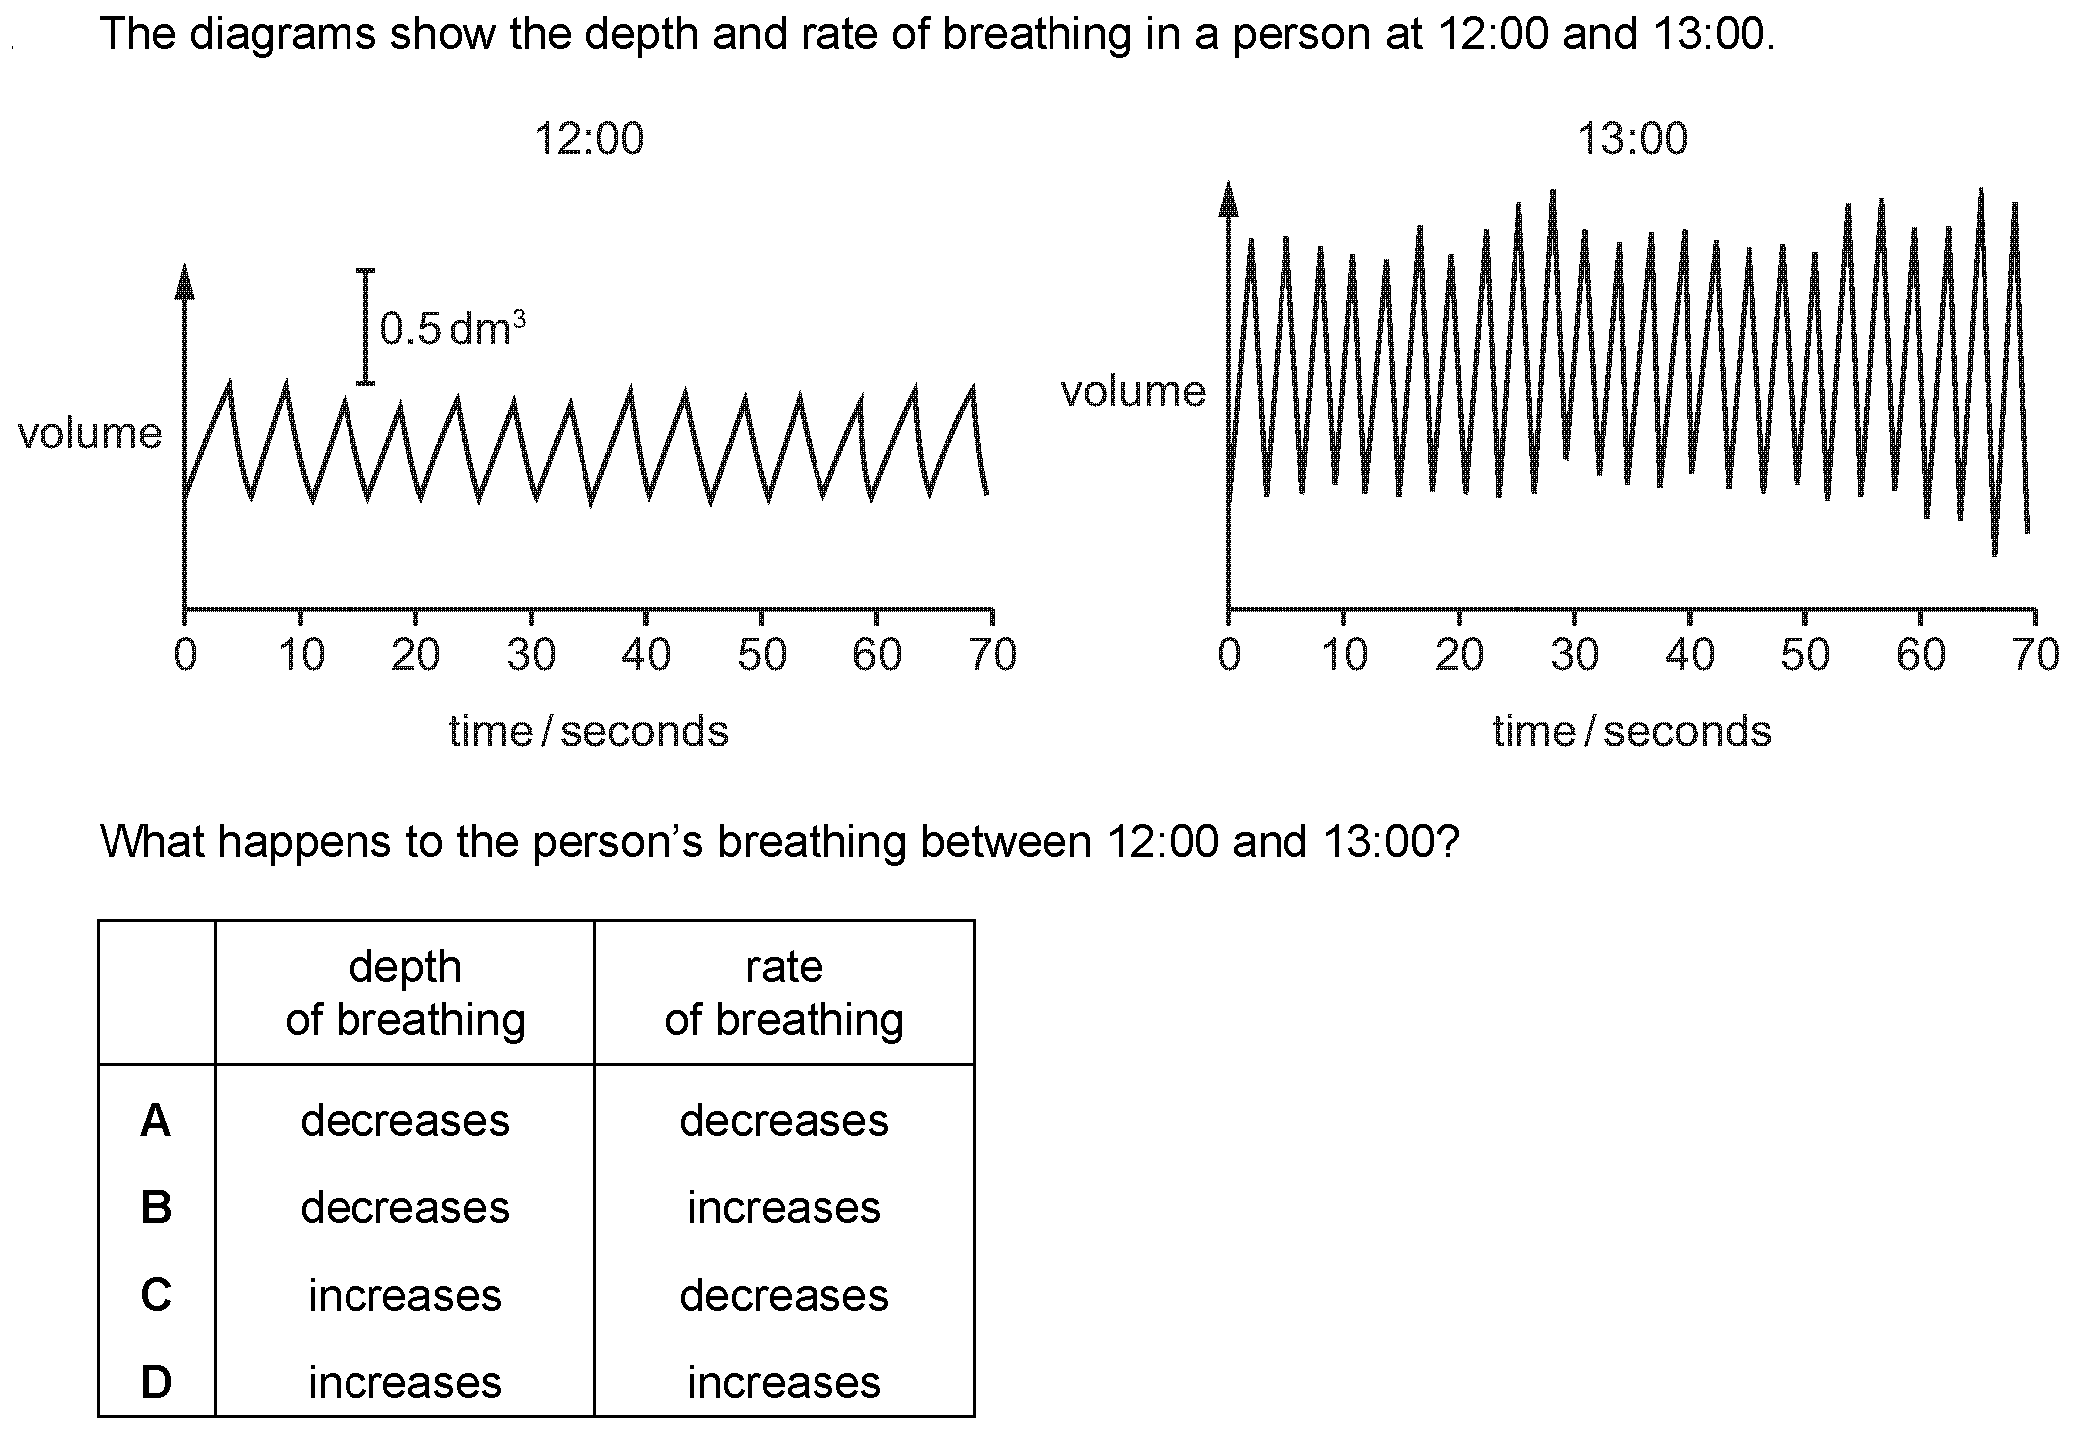 The diagrams show the depth and rate of breathing in a person at 12:00 and 13:00.
12:00
13:00
0.5 dm³
volume
volume
0 10 20 30 40 50 60 70
0 10 20 30 40 50 60 70
time / seconds
time / seconds
What happens to the person's breathing between 12:00 and 13:00?
depth of breathing
rate of breathing
A decreases decreases
B decreases increases
C increases decreases
D increases increases